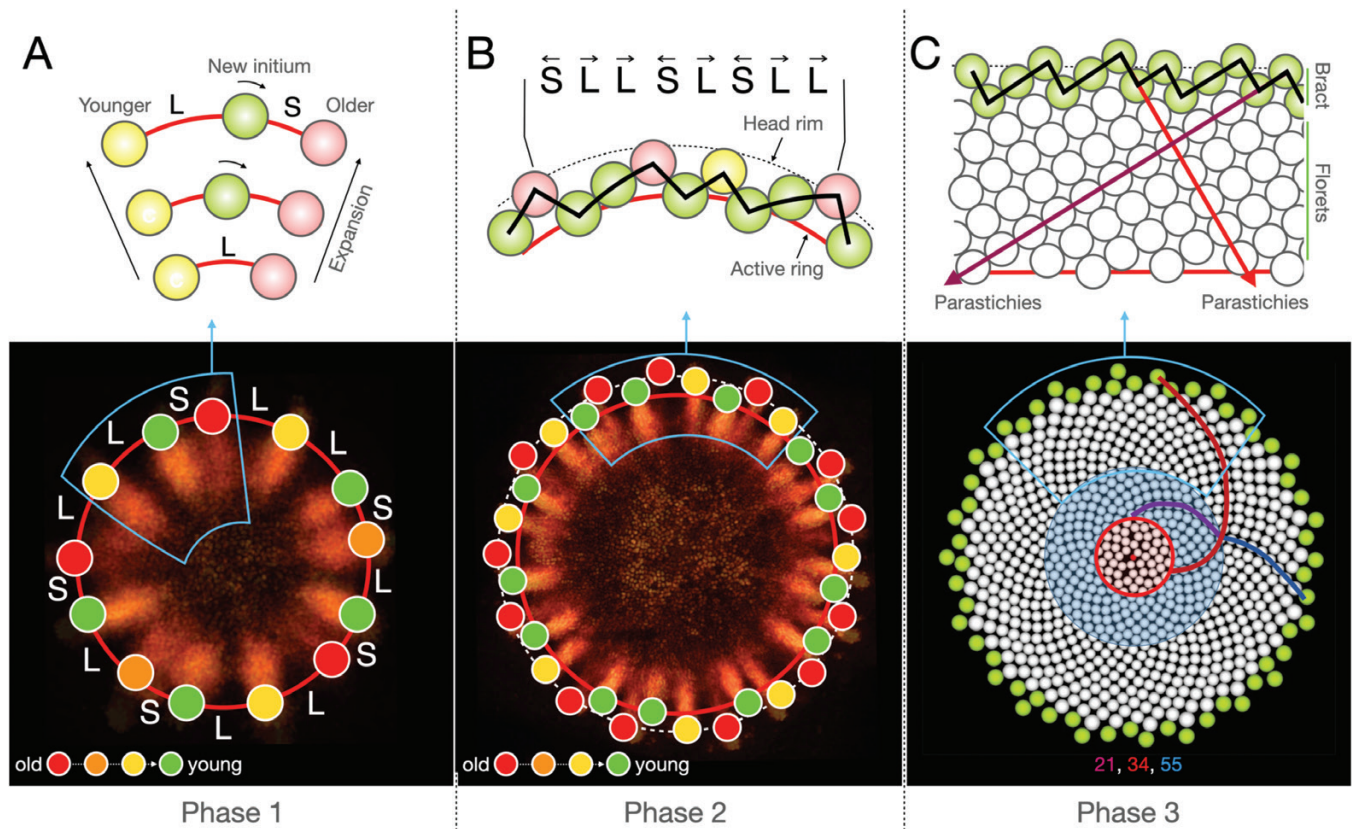 A
New initium
Younger
L
S
Older
L
Expansion
B
S L L S L S L L
Head rim
Active ring
C
Bract
Florets
Parastichies
Parastichies
S
L
L
L
L
S
S
L
L
S
S
L
L
S
old
young
old
young
21, 34, 55
Phase 1
Phase 2
Phase 3